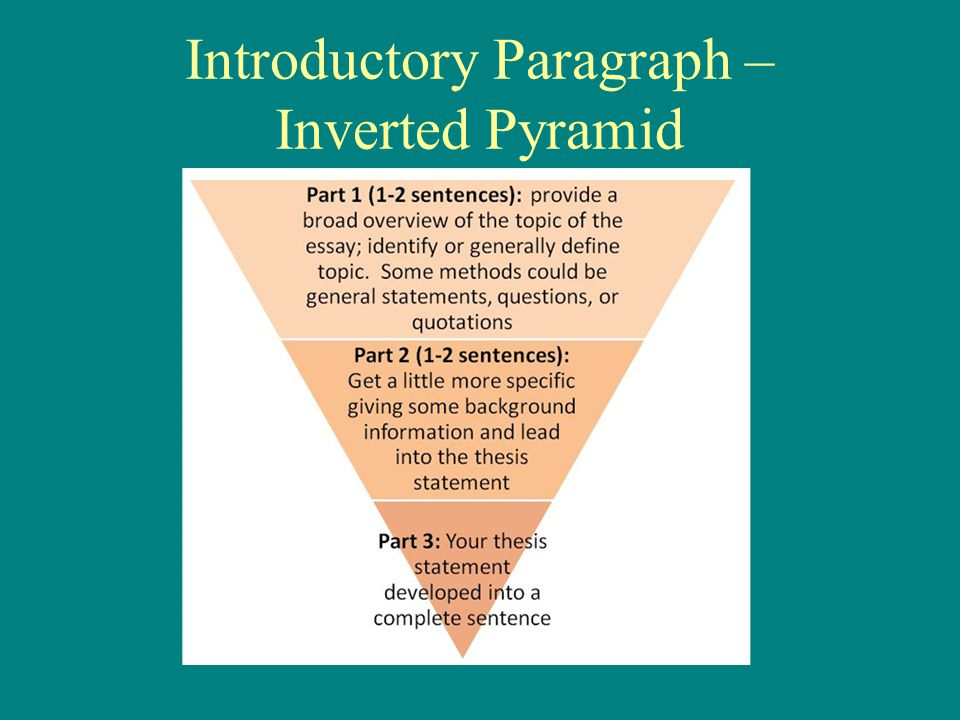 Introductory Paragraph –
Inverted Pyramid
Part 1 (1-2 sentences): provide a
broad overview of the topic of the
essay; identify or generally define
topic. Some methods could be
general statements, questions, or
quotations
Part 2 (1-2 sentences):
Get a little more specific
giving some background
information and lead
into the thesis
statement
Part 3: Your thesis
statement
developed into a
complete sentence